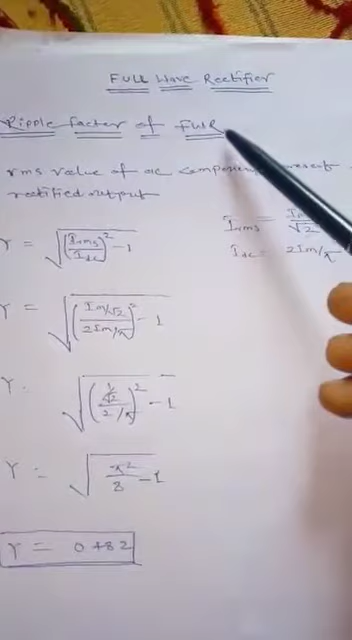 Full Wave Rectifier
Ripple factor of FWR
rms value of ac component
rectified output
γ = √((Irms/Idc)² - 1)
Irms = Im/√2
Idc = 2Im/π
γ = √((Im/√2 / 2Im/π)² - 1)
γ. √((1/√2 / 2/π)² - 1)
γ = √(π²/8 - 1)
γ = 0.482